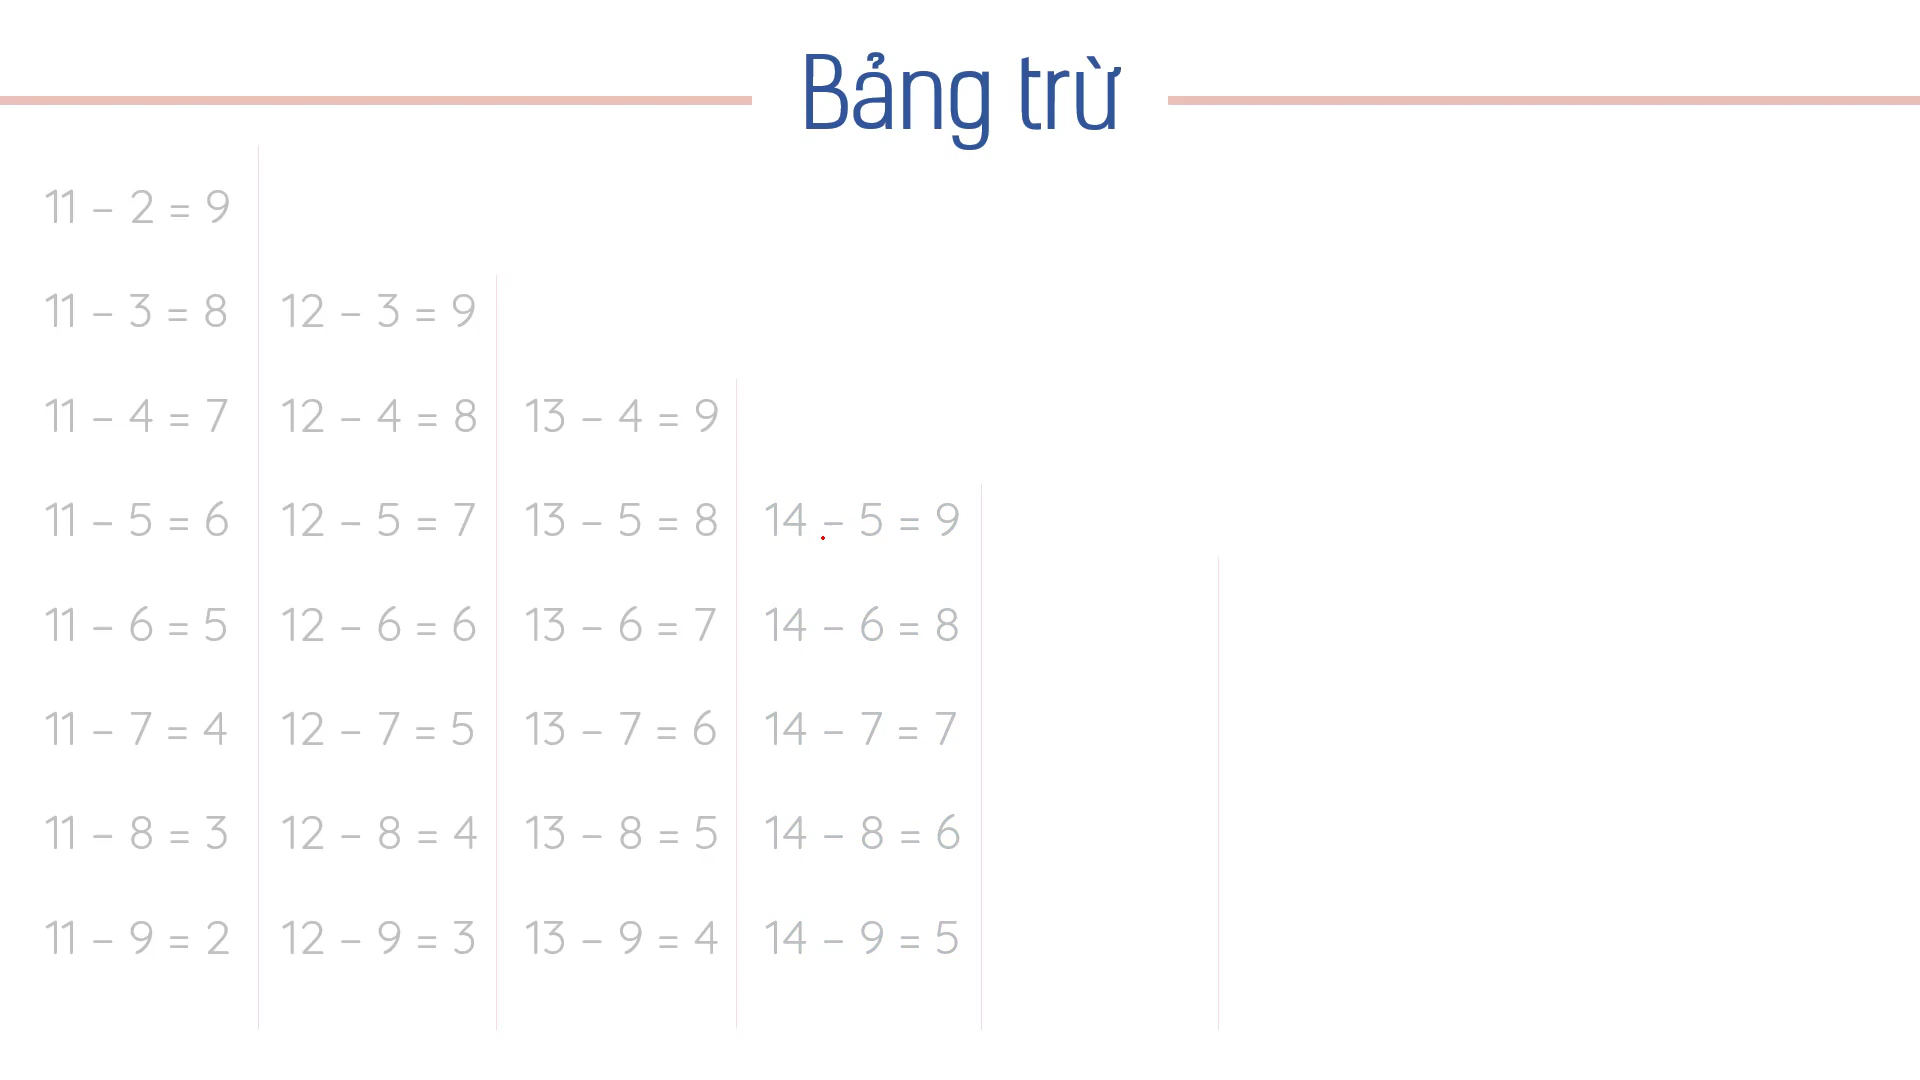 Bảng trừ
11 – 2 = 9
11 – 3 = 8 12 – 3 = 9
11 – 4 = 7 12 – 4 = 8 13 – 4 = 9
11 – 5 = 6 12 – 5 = 7 13 – 5 = 8 14 – 5 = 9
11 – 6 = 5 12 – 6 = 6 13 – 6 = 7 14 – 6 = 8
11 – 7 = 4 12 – 7 = 5 13 – 7 = 6 14 – 7 = 7
11 – 8 = 3 12 – 8 = 4 13 – 8 = 5 14 – 8 = 6
11 – 9 = 2 12 – 9 = 3 13 – 9 = 4 14 – 9 = 5